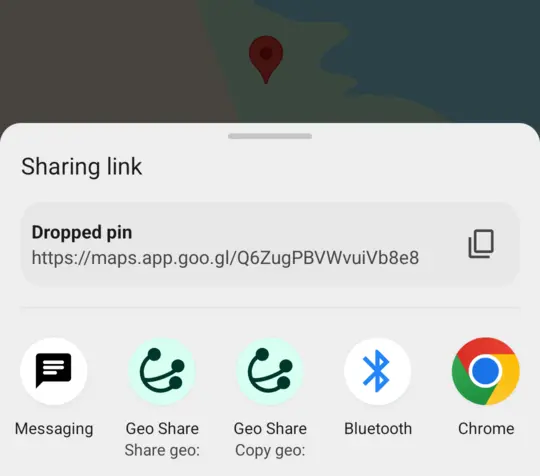 Sharing link
Dropped pin
https://maps.app.goo.gl/Q6ZugPBVWvuiVb8e8
Messaging
Geo Share
Share geo:
Geo Share
Copy geo:
Bluetooth
Chrome